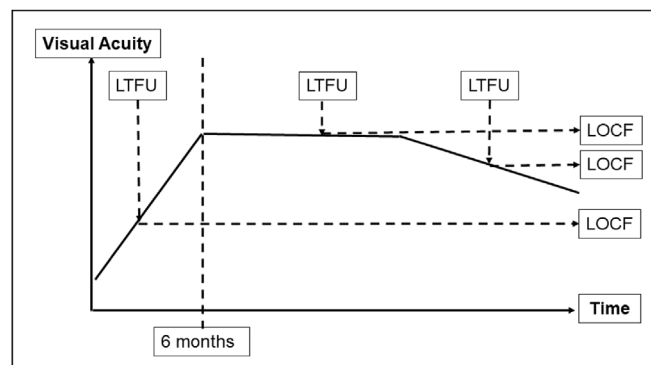 Visual Acuity
LTFU
LTFU
LTFU
LOCF
LOCF
LOCF
Time
6 months